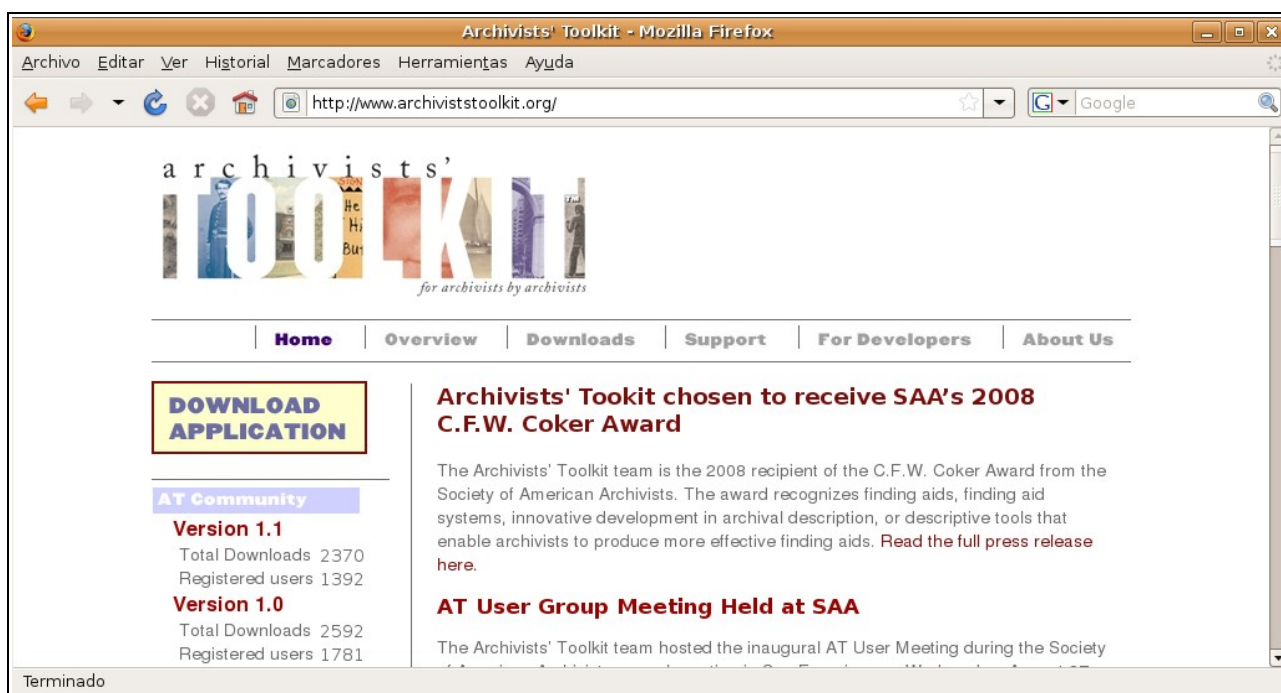 Archivists' Toolkit - Mozilla Firefox
Archivo Editar Ver Historial Marcadores Herramientas Ayuda
http://www.archiviststoolkit.org/
Google
archivists'
TOOLKIT
He
Hi
Bu
for archivists by archivists
Home Overview Downloads Support For Developers About Us
DOWNLOAD
APPLICATION
AT Community
Version 1.1
Total Downloads 2370
Registered users 1392
Version 1.0
Total Downloads 2592
Registered users 1781
Archivists' Tookit chosen to receive SAA's 2008
C.F.W. Coker Award
The Archivists' Toolkit team is the 2008 recipient of the C.F.W. Coker Award from the
Society of American Archivists. The award recognizes finding aids, finding aid
systems, innovative development in archival description, or descriptive tools that
enable archivists to produce more effective finding aids. Read the full press release
here.
AT User Group Meeting Held at SAA
The Archivists' Toolkit team hosted the inaugural AT User Meeting during the Society
Terminado